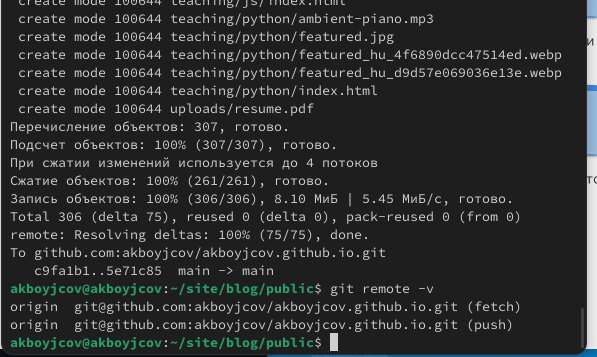 create mode 100644 teaching/js/index.html
create mode 100644 teaching/python/ambient-piano.mp3
create mode 100644 teaching/python/featured.jpg
create mode 100644 teaching/python/featured_hu_4f6890dcc47514ed.webp
create mode 100644 teaching/python/featured_hu_d9d57e069036e13e.webp
create mode 100644 teaching/python/index.html
create mode 100644 uploads/resume.pdf
Перечисление объектов: 307, готово.
Подсчет объектов: 100% (307/307), готово.
При сжатии изменений используется до 4 потоков
Сжатие объектов: 100% (261/261), готово.
Запись объектов: 100% (306/306), 8.10 МиБ | 5.45 МиБ/с, готово.
Total 306 (delta 75), reused 0 (delta 0), pack-reused 0 (from 0)
remote: Resolving deltas: 100% (75/75), done.
To github.com:akboyjcov/akboyjcov.github.io.git
   c9fa1b1..5e71c85  main -> main
akboyjcov@akboyjcov:~/site/blog/public$ git remote -v
origin  git@github.com:akboyjcov/akboyjcov.github.io.git (fetch)
origin  git@github.com:akboyjcov/akboyjcov.github.io.git (push)
akboyjcov@akboyjcov:~/site/blog/public$